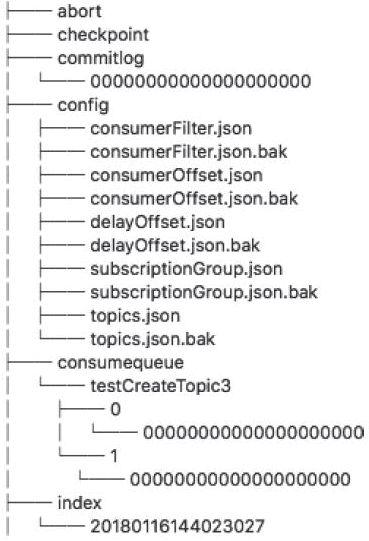 abort
checkpoint
commitlog
00000000000000000000
config
consumerFilter.json
consumerFilter.json.bak
consumerOffset.json
consumerOffset.json.bak
delayOffset.json
delayOffset.json.bak
subscriptionGroup.json
subscriptionGroup.json.bak
topics.json
topics.json.bak
consumequeue
testCreateTopic3
0
00000000000000000000
1
00000000000000000000
index
20180116144023027